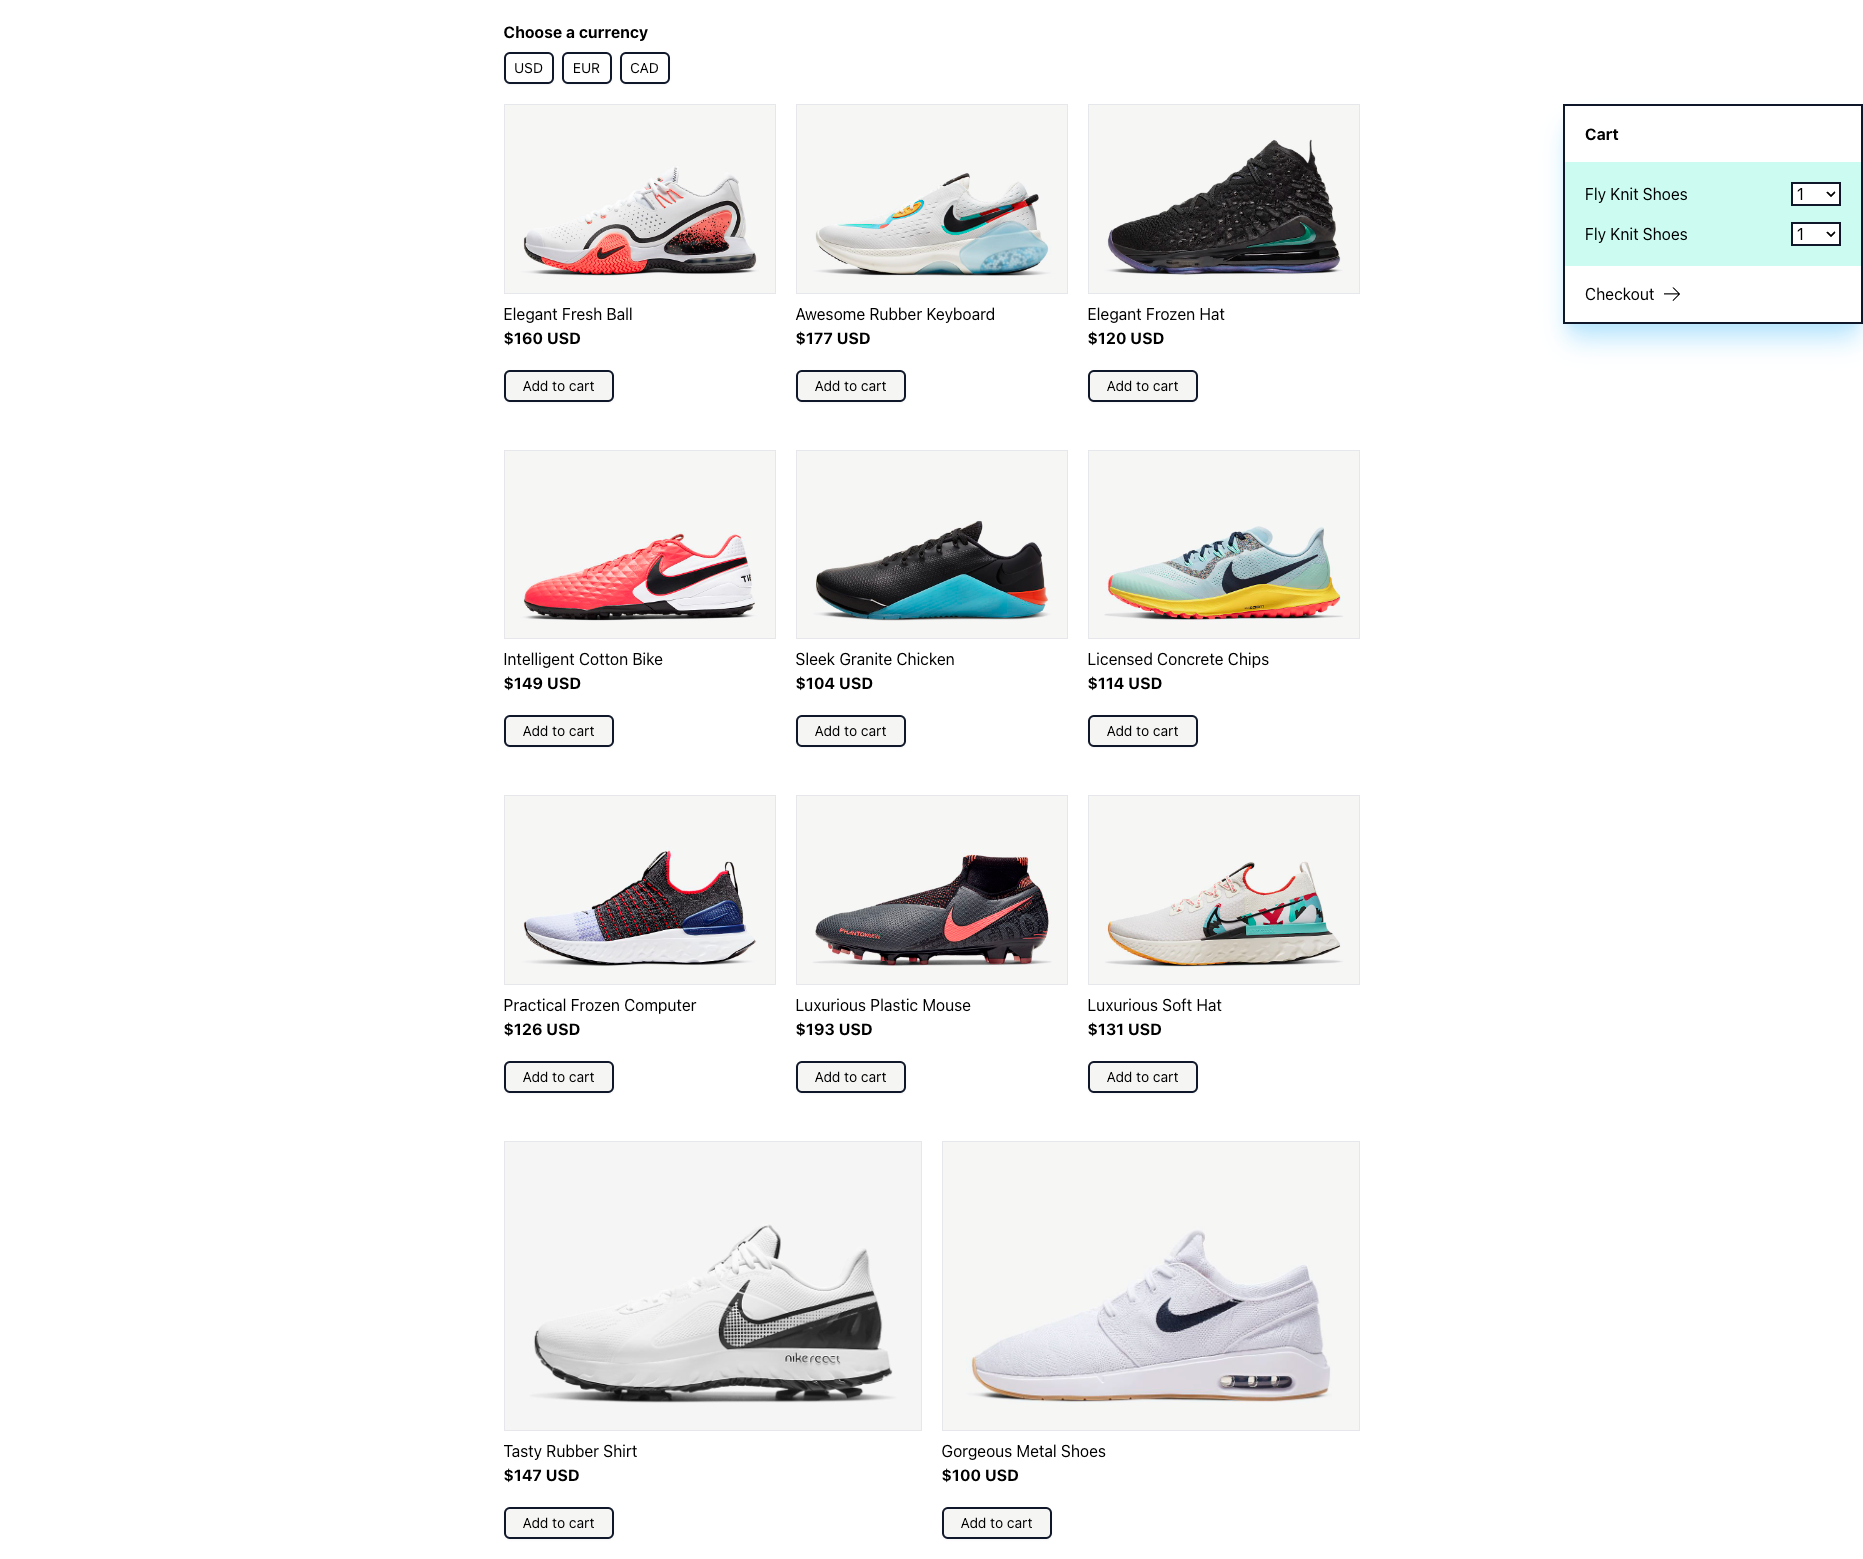 Choose a currency
USD EUR CAD
Cart
Fly Knit Shoes 1
Fly Knit Shoes 1
Checkout
Elegant Fresh Ball
$160 USD
Add to cart
Awesome Rubber Keyboard
$177 USD
Add to cart
Elegant Frozen Hat
$120 USD
Add to cart
Intelligent Cotton Bike
$149 USD
Add to cart
Sleek Granite Chicken
$104 USD
Add to cart
Licensed Concrete Chips
$114 USD
Add to cart
Practical Frozen Computer
$126 USD
Add to cart
Luxurious Plastic Mouse
$193 USD
Add to cart
Luxurious Soft Hat
$131 USD
Add to cart
nike react
Tasty Rubber Shirt
$147 USD
Add to cart
Gorgeous Metal Shoes
$100 USD
Add to cart